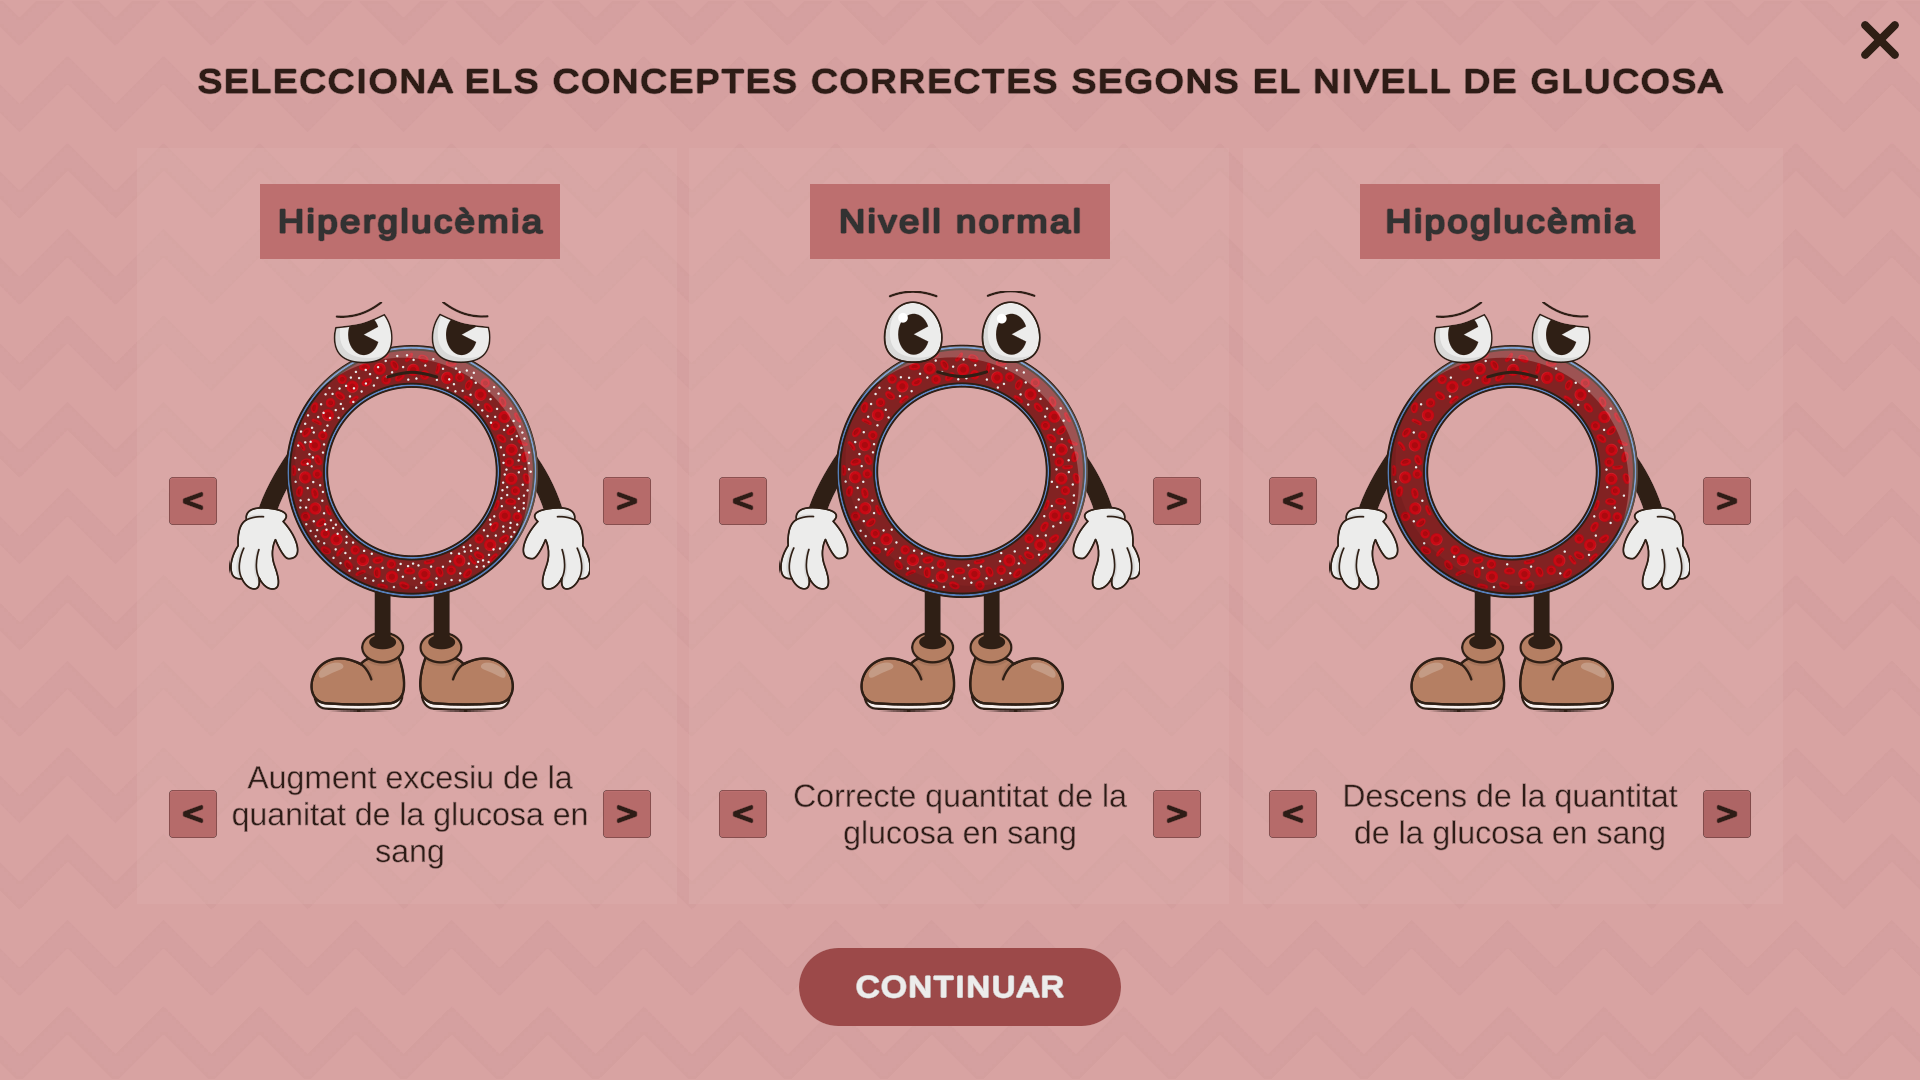 SELECCIONA ELS CONCEPTES CORRECTES SEGONS EL NIVELL DE GLUCOSA
Hiperglucèmia
Nivell normal
Hipoglucèmia
< >
< >
< >
Augment excesiu de la
quanitat de la glucosa en
sang
< >
Correcte quantitat de la
glucosa en sang
< >
Descens de la quantitat
de la glucosa en sang
< >
CONTINUAR